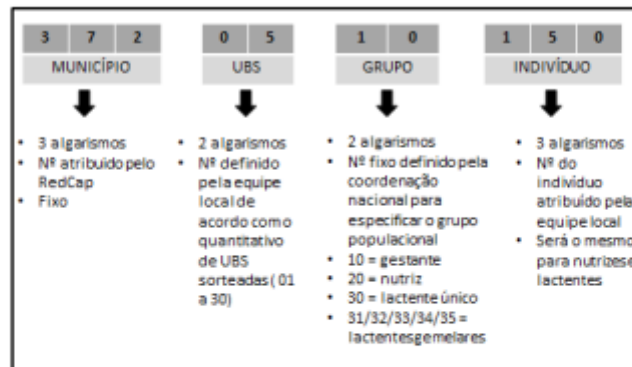 3 7 2
MUNICÍPIO
• 3 algarismos
• Nº atribuído pelo
RedCap
• Fixo
0 5
UBS
• 2 algarismos
• Nº definido
pela equipe
local de
acordo como
quantitativo
de UBS
sorteadas ( 01
a 30)
1 0
GRUPO
• 2 algarismos
• Nº fixo definido pela
coordenação
nacional para
especificar o grupo
populacional
• 10 = gestante
• 20 = nutriz
• 30 = lactente único
• 31/32/33/34/35 =
lactentesgemelares
1 5 0
INDIVÍDUO
• 3 algarismos
• Nº do
indivíduo
atribuído pela
equipe local
• Será o mesmo
para nutrizese
lactentes